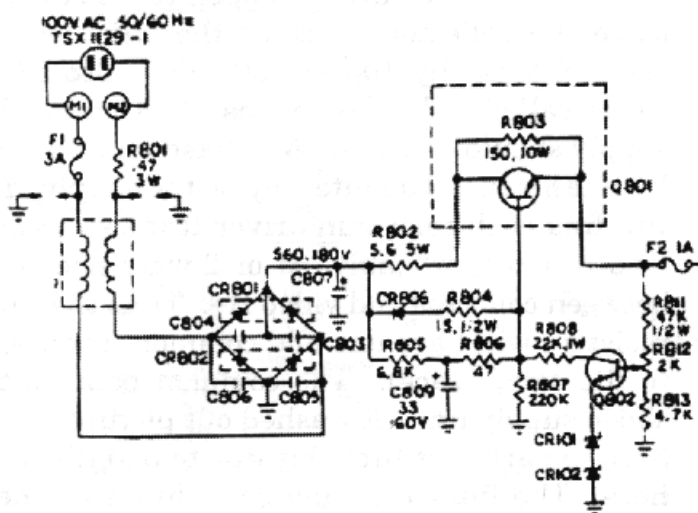 100V AC 50/60 Hz
TSX 1129-1
M1
M2
F1
3A
R801
.47
3W
R803
150, 10W
Q801
R802
5.6 5W
F2 1A
560,180V
C807
+
CR801
CR806
R804
15, 1/2W
R811
47K
1/2W
C804
C803
CR802
R805
6.8K
R806
47
R808
22K,1W
R812
2K
C806
C805
+
C809
33
160V
R807
220K
Q802
R813
4.7K
CR101
CR102